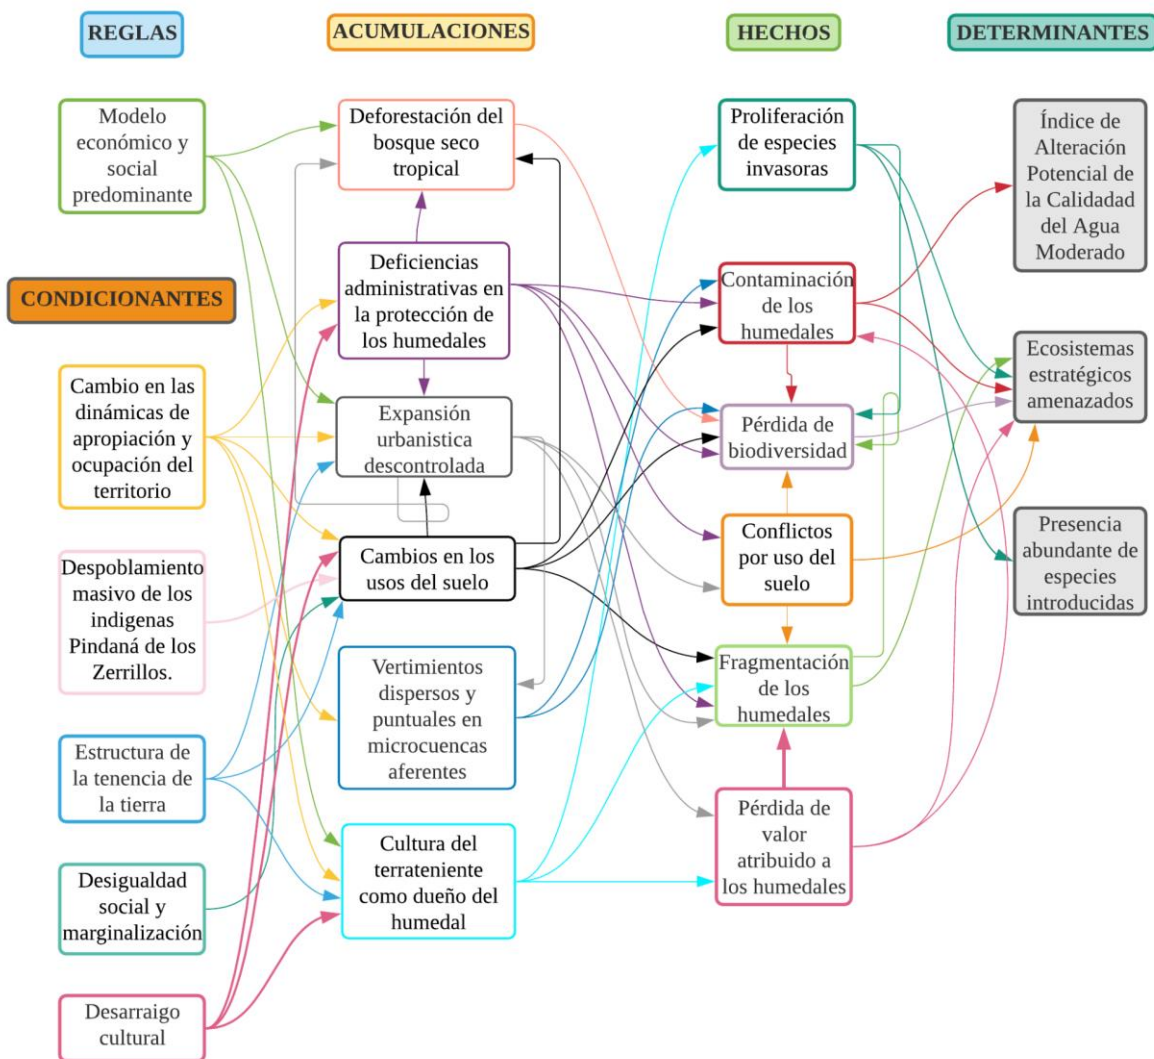 REGLAS
ACUMULACIONES
HECHOS
DETERMINANTES
Modelo
económico y
social
predominante
CONDICIONANTES
Cambio en las
dinámicas de
apropiación y
ocupación del
territorio
Despoblamiento
masivo de los
indigenas
Pindaná de los
Zerrillos.
Estructura de
la tenencia de
la tierra
Desigualdad
social y
marginalización
Desarraigo
cultural
Deforestación del
bosque seco
tropical
Deficiencias
administrativas en
la protección de
los humedales
Expansión
urbanistica
descontrolada
Cambios en los
usos del suelo
Vertimientos
dispersos y
puntuales en
microcuencas
aferentes
Cultura del
terrateniente
como dueño del
humedal
Proliferación
de especies
invasoras
Contaminación
de los
humedales
Pérdida de
biodiversidad
Conflictos
por uso del
suelo
Fragmentación
de los
humedales
Pérdida de
valor
atribuido a
los humedales
Índice de
Alteración
Potencial de
la Calidadad
del Agua
Moderado
Ecosistemas
estratégicos
amenazados
Presencia
abundante de
especies
introducidas